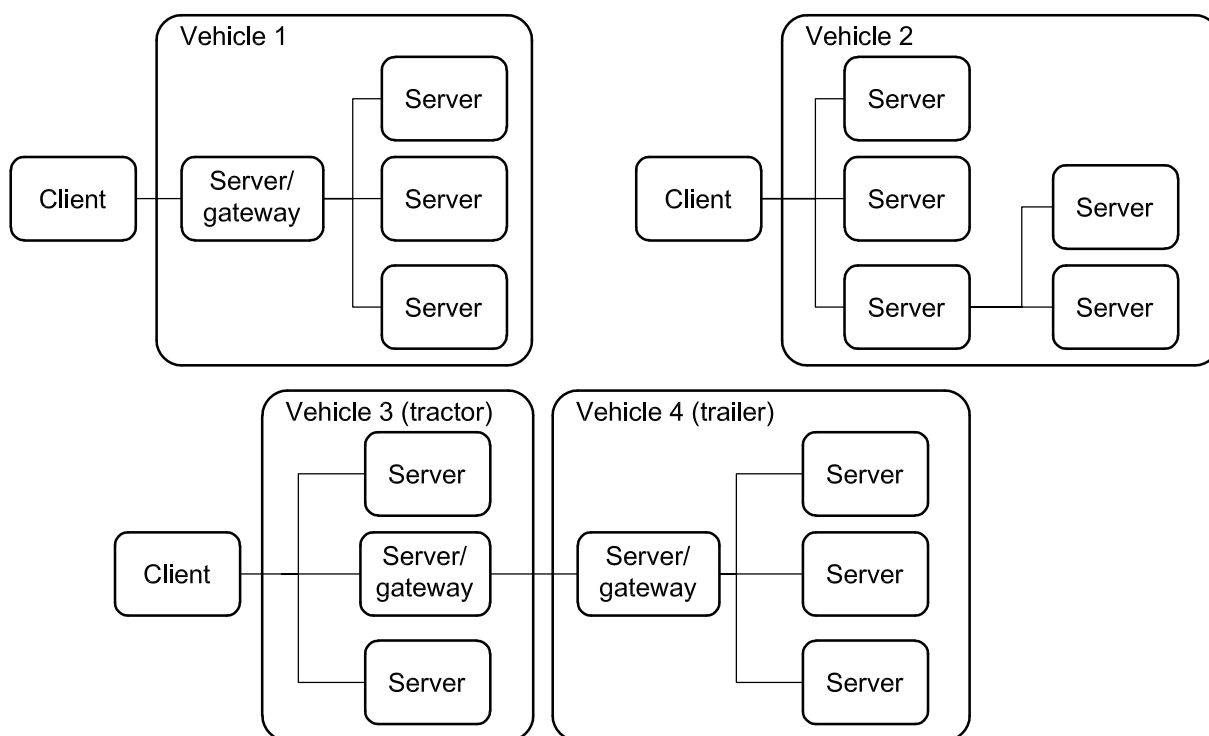 Vehicle 1
Server
Client
Server/
gateway
Server
Server
Vehicle 2
Server
Client
Server
Server
Server
Server
Vehicle 3 (tractor)
Server
Client
Server/
gateway
Server
Vehicle 4 (trailer)
Server
Server/
gateway
Server
Server